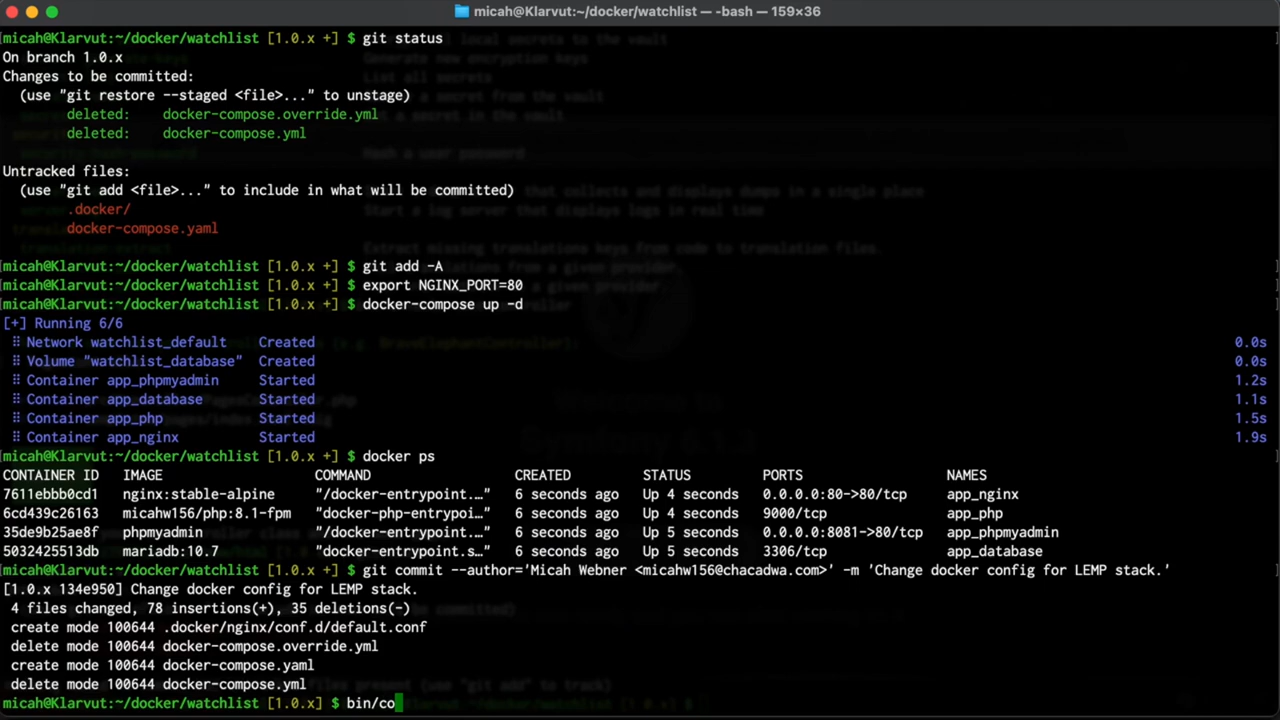 micah@Klarvut:~/docker/watchlist — -bash — 159×36
[micah@Klarvut:~/docker/watchlist [1.0.x +] $ git status
On branch 1.0.x
Changes to be committed:
  (use "git restore --staged <file>..." to unstage)
        deleted:    docker-compose.override.yml
        deleted:    docker-compose.yml
Untracked files:
  (use "git add <file>..." to include in what will be committed)
        .docker/
        docker-compose.yaml
[micah@Klarvut:~/docker/watchlist [1.0.x +] $ git add -A
[micah@Klarvut:~/docker/watchlist [1.0.x +] $ export NGINX_PORT=80
[micah@Klarvut:~/docker/watchlist [1.0.x +] $ docker-compose up -d
[+] Running 6/6
 ⠿ Network watchlist_default     Created     0.0s
 ⠿ Volume "watchlist_database"   Created     0.0s
 ⠿ Container app_phpmyadmin      Started     1.2s
 ⠿ Container app_database        Started     1.1s
 ⠿ Container app_php             Started     1.5s
 ⠿ Container app_nginx           Started     1.9s
[micah@Klarvut:~/docker/watchlist [1.0.x +] $ docker ps
CONTAINER ID   IMAGE                   COMMAND                  CREATED         STATUS         PORTS                  NAMES
7611ebbb0cd1   nginx:stable-alpine     "/docker-entrypoint.…"   6 seconds ago   Up 4 seconds   0.0.0.0:80->80/tcp     app_nginx
6cd439c26163   micahw156/php:8.1-fpm   "docker-php-entrypoi…"   6 seconds ago   Up 4 seconds   9000/tcp               app_php
35de9b25ae8f   phpmyadmin              "/docker-entrypoint.…"   6 seconds ago   Up 5 seconds   0.0.0.0:8081->80/tcp   app_phpmyadmin
5032425513db   mariadb:10.7            "docker-entrypoint.s…"   6 seconds ago   Up 5 seconds   3306/tcp               app_database
[micah@Klarvut:~/docker/watchlist [1.0.x +] $ git commit --author='Micah Webner <micahw156@chacadwa.com>' -m 'Change docker config for LEMP stack.'
[1.0.x 134e950] Change docker config for LEMP stack.
 4 files changed, 78 insertions(+), 35 deletions(-)
 create mode 100644 .docker/nginx/conf.d/default.conf
 delete mode 100644 docker-compose.override.yml
 create mode 100644 docker-compose.yaml
 delete mode 100644 docker-compose.yml
micah@Klarvut:~/docker/watchlist [1.0.x] $ bin/co